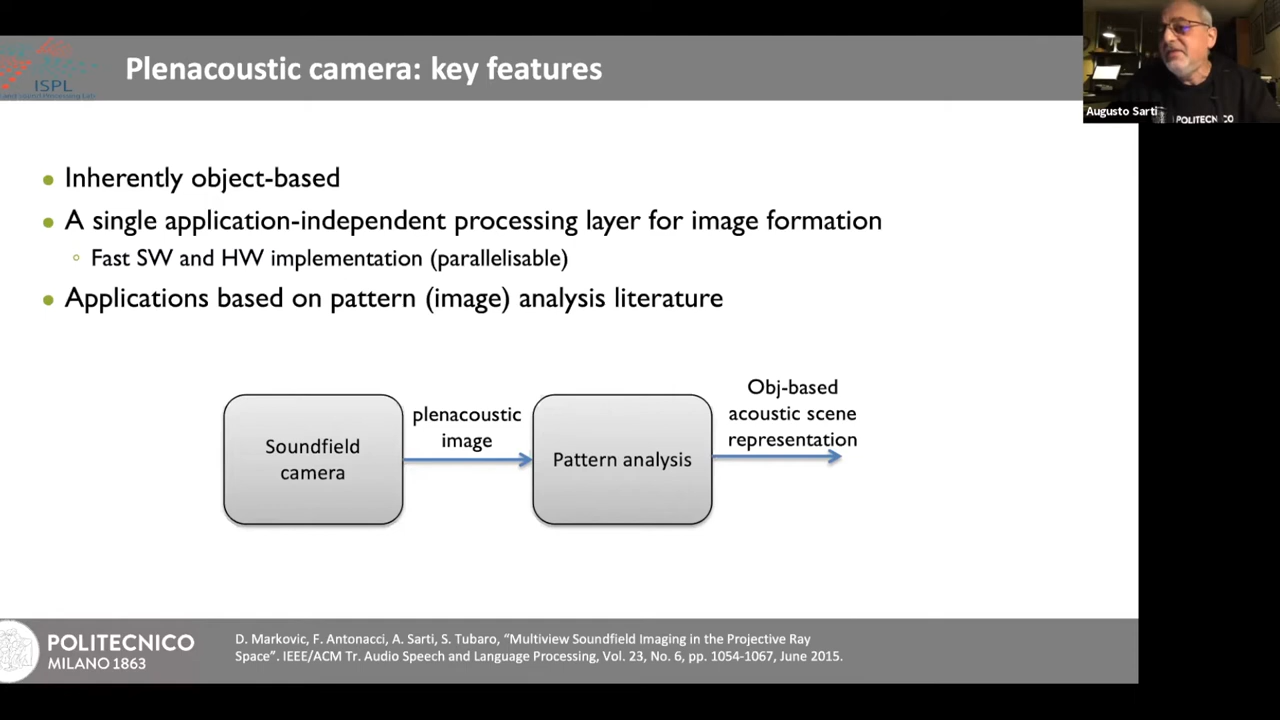 Plenacoustic camera: key features
ISPL
Augusto Sarti
POLITECNICO
Inherently object-based
A single application-independent processing layer for image formation
Fast SW and HW implementation (parallelisable)
Applications based on pattern (image) analysis literature
Soundfield
camera
plenacoustic
image
Pattern analysis
Obj-based
acoustic scene
representation
POLITECNICO
MILANO 1863
D. Markovic, F. Antonacci, A. Sarti, S. Tubaro, “Multiview Soundfield Imaging in the Projective Ray
Space”. IEEE/ACM Tr. Audio Speech and Language Processing, Vol. 23, No. 6, pp. 1054-1067, June 2015.